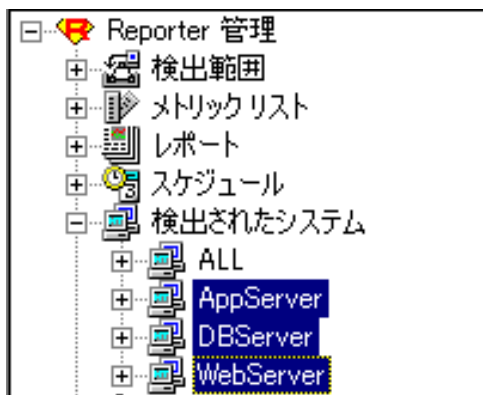 Reporter 管理
検出範囲
メトリック リスト
レポート
スケジュール
検出されたシステム
ALL
AppServer
DBServer
WebServer